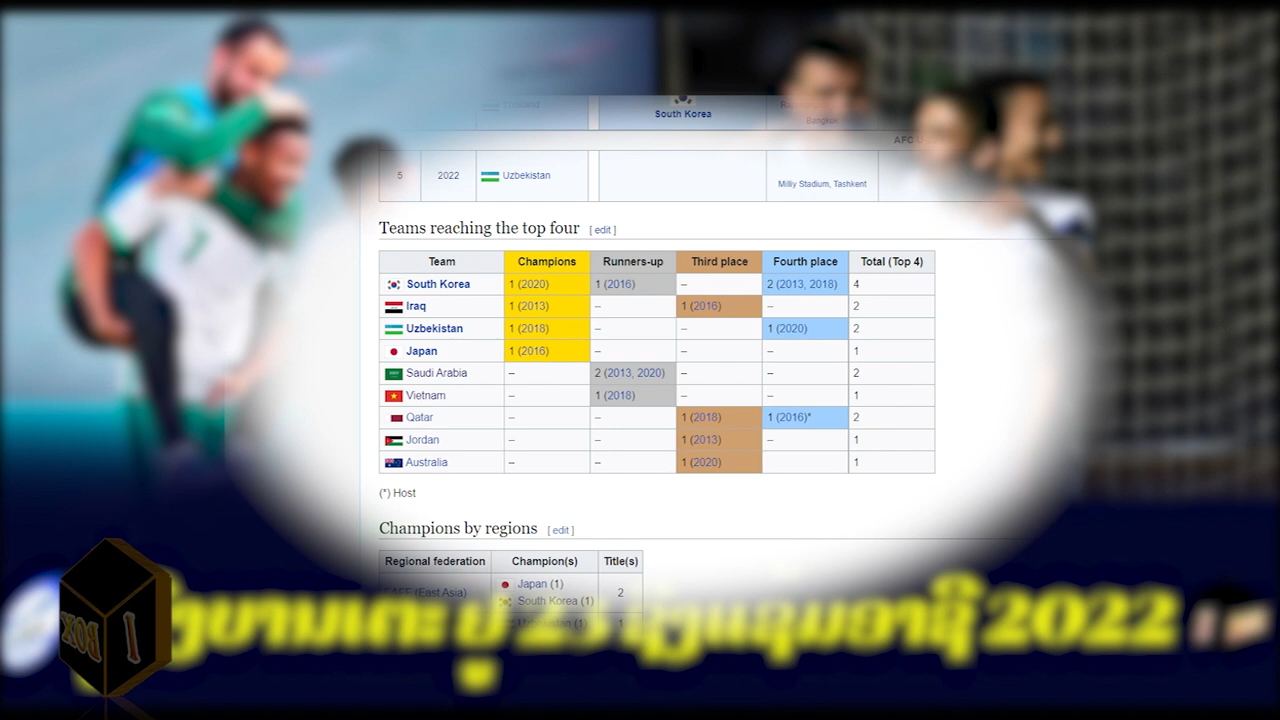 South Korea
5 2022 Uzbekistan Milliy Stadium, Tashkent
Teams reaching the top four [ edit ]
Team Champions Runners-up Third place Fourth place Total (Top 4)
South Korea 1 (2020) 1 (2016) – 2 (2013, 2018) 4
Iraq 1 (2013) – 1 (2016) – 2
Uzbekistan 1 (2018) – – 1 (2020) 2
Japan 1 (2016) – – – 1
Saudi Arabia – 2 (2013, 2020) – – 2
Vietnam – 1 (2018) – – 1
Qatar – – 1 (2018) 1 (2016)* 2
Jordan – – 1 (2013) – 1
Australia – – 1 (2020) 1
(*) Host
Champions by regions [ edit ]
Regional federation Champion(s) Title(s)
(East Asia) Japan (1) 2
South Korea (1)
2022
BOX 1